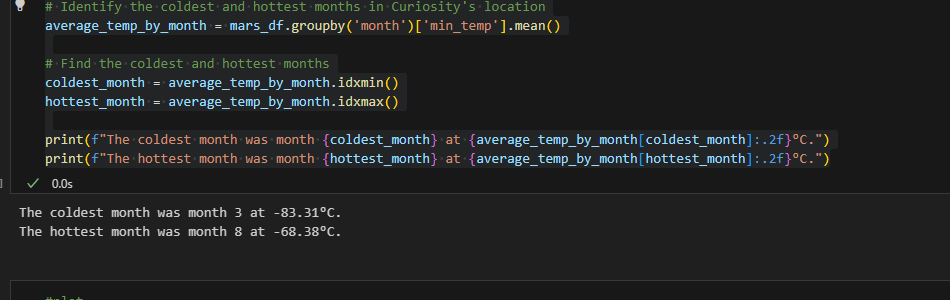 # Identify the coldest and hottest months in Curiosity's location
average_temp_by_month = mars_df.groupby('month')['min_temp'].mean()
# Find the coldest and hottest months
coldest_month = average_temp_by_month.idxmin()
hottest_month = average_temp_by_month.idxmax()
print(f"The coldest month was month {coldest_month} at {average_temp_by_month[coldest_month]:.2f}°C.")
print(f"The hottest month was month {hottest_month} at {average_temp_by_month[hottest_month]:.2f}°C.")
0.0s
The coldest month was month 3 at -83.31°C.
The hottest month was month 8 at -68.38°C.
#plot